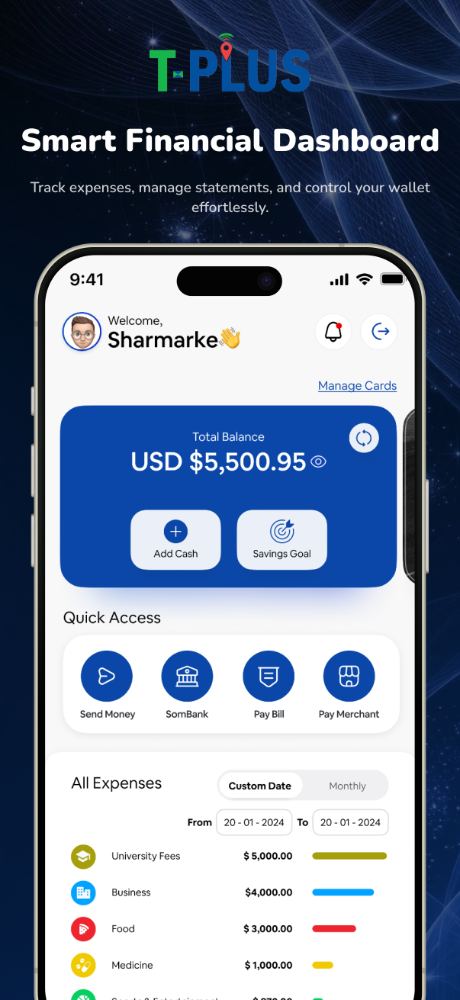 T-PLUS
Smart Financial Dashboard
Track expenses, manage statements, and control your wallet
effortlessly.
9:41
Welcome,
Sharmarke👋
Manage Cards
Total Balance
USD $5,500.95
Add Cash
Savings Goal
Quick Access
Send Money
SomBank
Pay Bill
Pay Merchant
All Expenses
Custom Date
Monthly
From 20 - 01 - 2024 To 20 - 01 - 2024
University Fees $ 5,000.00
Business $4,000.00
Food $ 3,000.00
Medicine $ 1,000.00